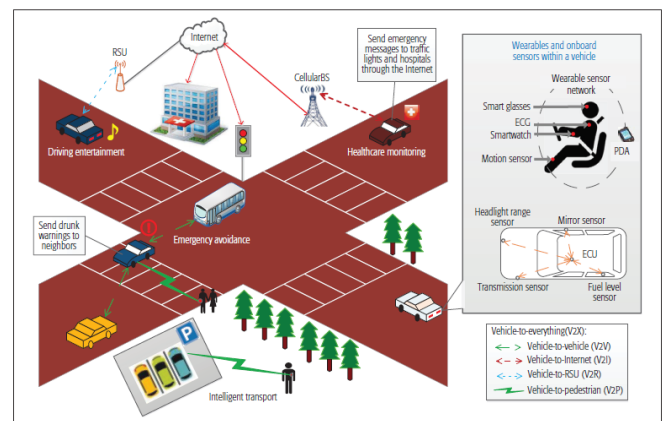 RSU
Internet
CellularBS
Send emergency
messages to traffic
lights and hospitals
through the Internet
Driving entertainment
Healthcare monitoring
Send drunk
warnings to
neighbors
Emergency avoidance
P
Intelligent transport
Wearables and onboard
sensors within a vehicle
Wearable sensor
network
Smart glasses
ECG
Smartwatch
Motion sensor
PDA
Headlight range
sensor
Mirror sensor
ECU
Transmission sensor
Fuel level
sensor
Vehicle-to-everything(V2X):
Vehicle-to-vehicle (V2V)
Vehicle-to-Internet (V2I)
Vehicle-to-RSU (V2R)
Vehicle-to-pedestrian (V2P)